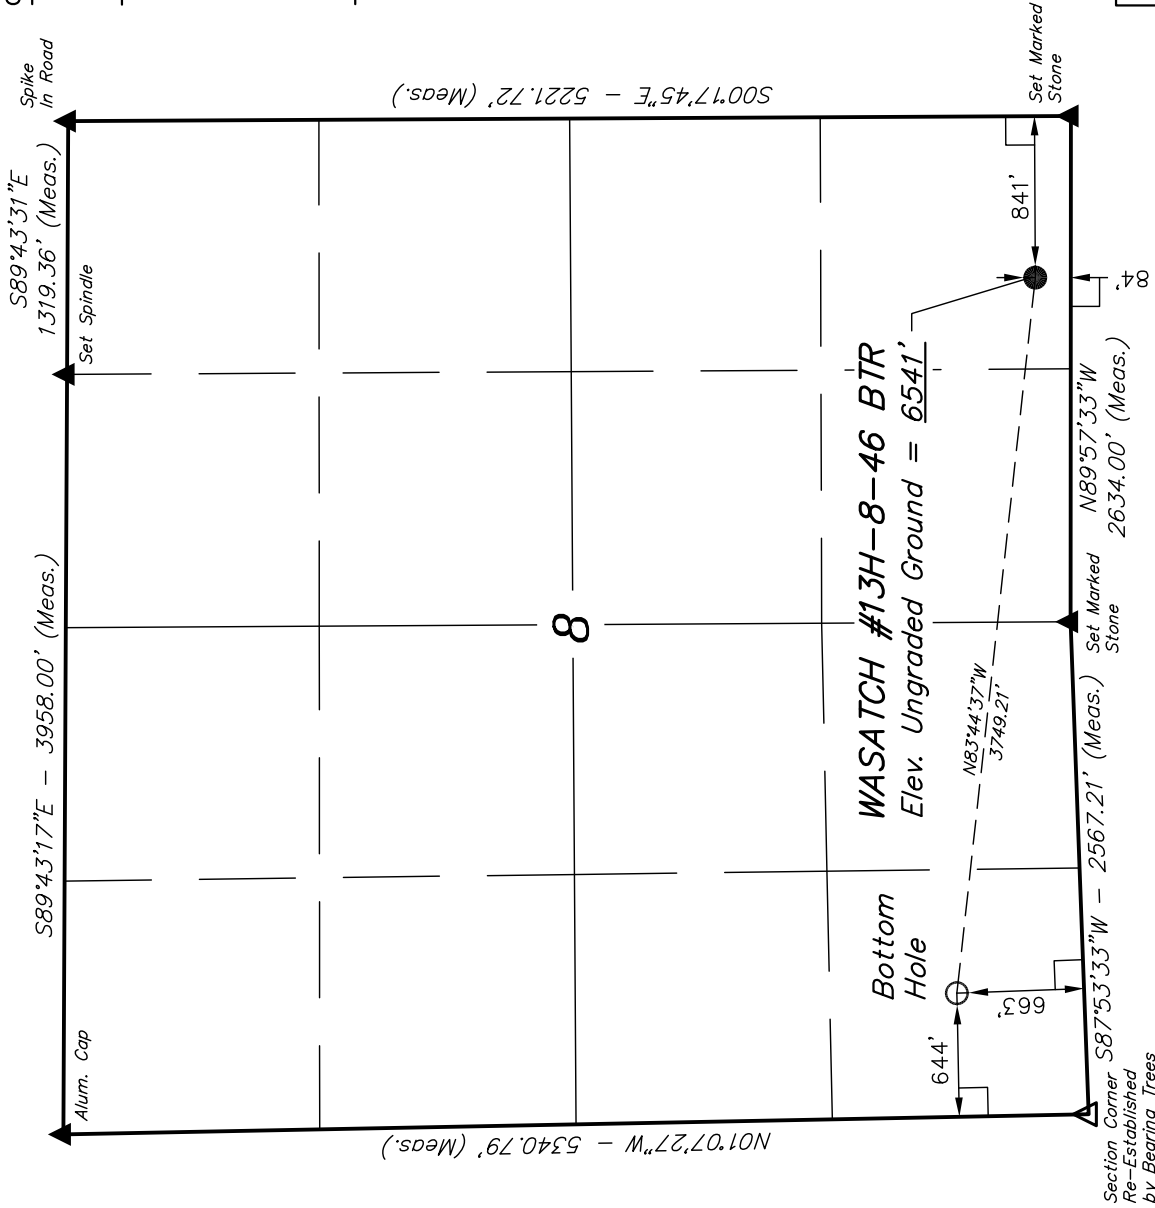 Spike
In Road
S89°43'31"E
1319.36' (Meas.)
Set Spindle
S89°43'17"E - 3958.00' (Meas.)
Alum. Cap
S00°17'45"E - 5221.72' (Meas.)
N01°07'27"W - 5340.79' (Meas.)
8
WASATCH #13H-8-46 BTR
Elev. Ungraded Ground = 6541'
Bottom
Hole
N83°44'37"W
3749.21'
841'
84'
644'
663'
Set Marked
Stone
N89°57'33"W
2634.00' (Meas.)
Set Marked
Stone
S87°53'33"W - 2567.21' (Meas.)
Section Corner
Re-Established
by Bearing Trees